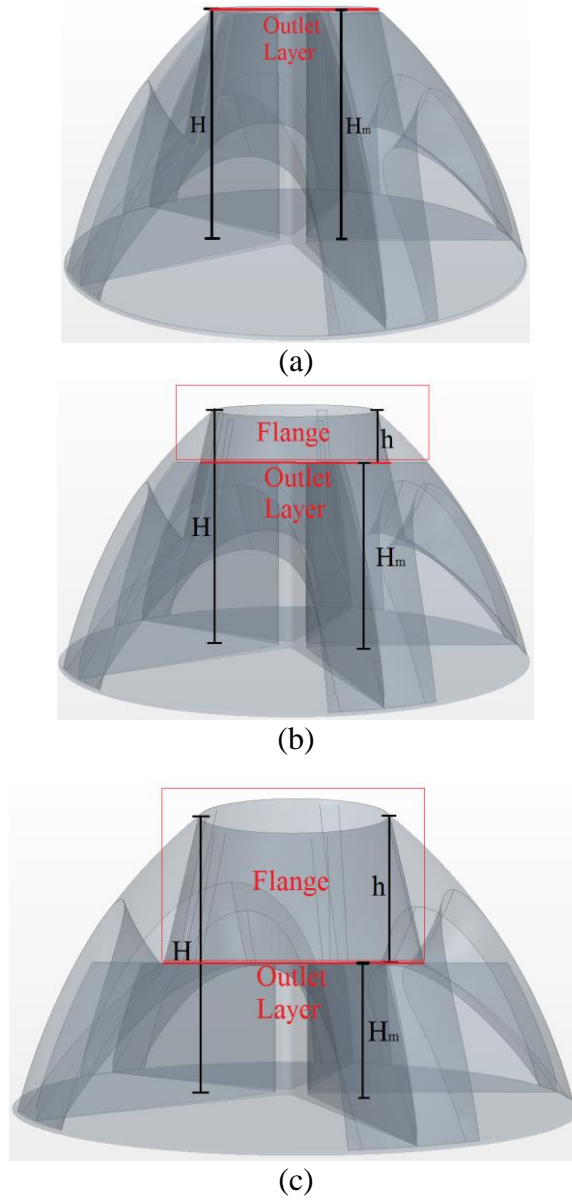 Outlet
Layer
H
Hm
(a)
Flange
h
Outlet
Layer
H
Hm
(b)
Flange
h
H
Outlet
Layer
Hm
(c)